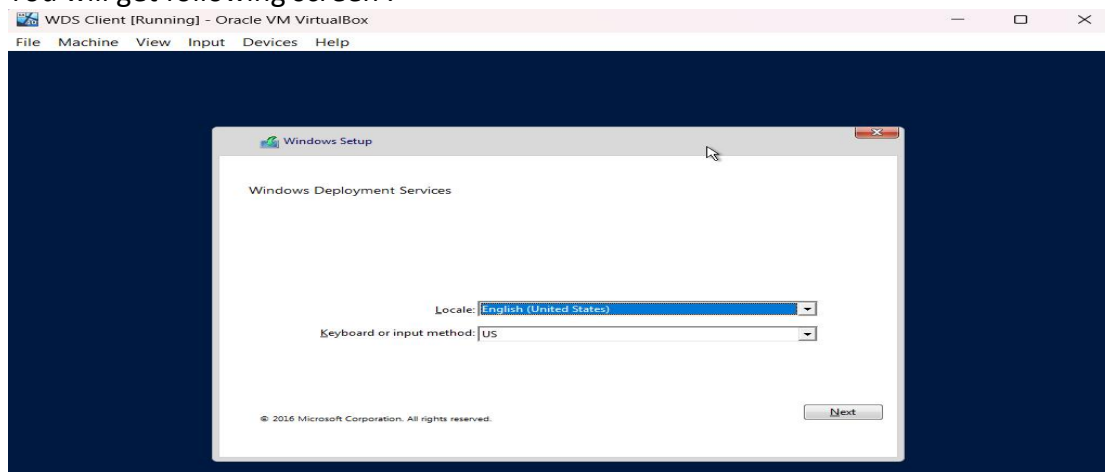 You will get following screen :
WDS Client [Running] - Oracle VM VirtualBox
File Machine View Input Devices Help
Windows Setup
Windows Deployment Services
Locale: English (United States)
Keyboard or input method: US
Next
© 2016 Microsoft Corporation. All rights reserved.